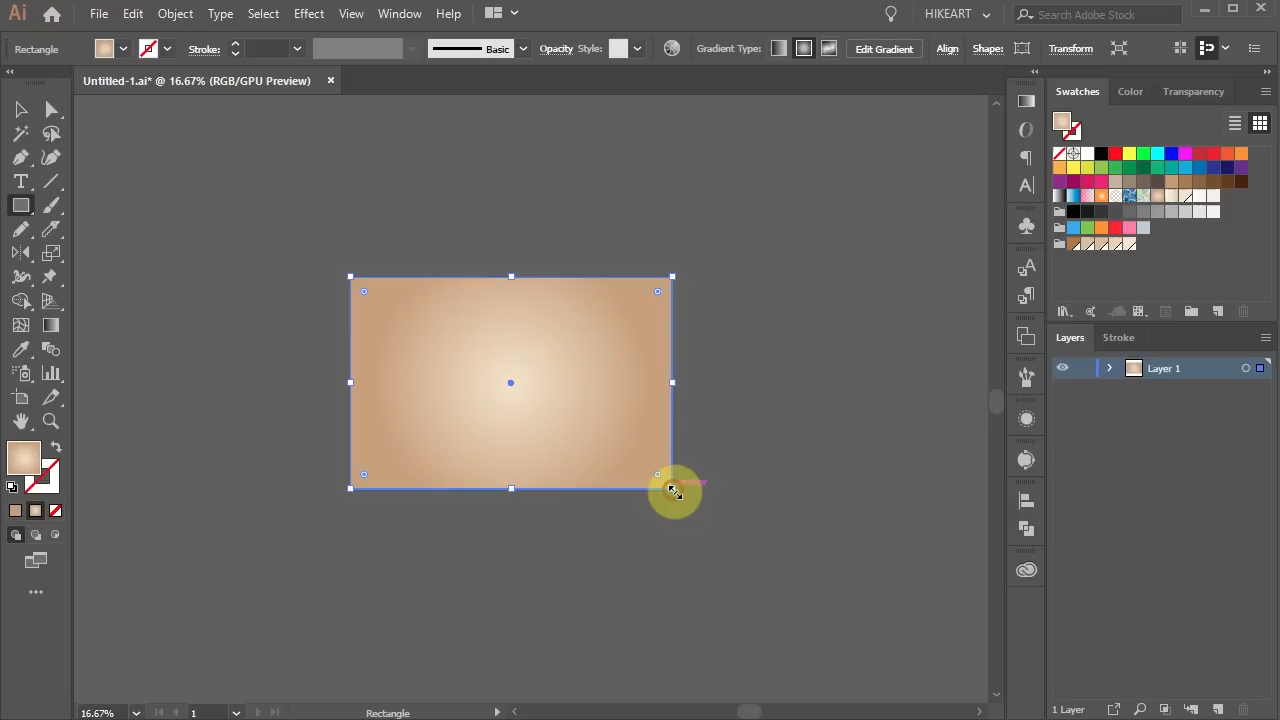 Ai File Edit Object Type Select Effect View Window Help HIKEART Search Adobe Stock
Rectangle Stroke: Basic Opacity Style: Gradient Type: Edit Gradient Align Shape: Transform
Untitled-1.ai* @ 16.67% (RGB/GPU Preview)
Swatches Color Transparency
Layers Stroke
Layer 1
1 Layer
16.67% 1 Rectangle